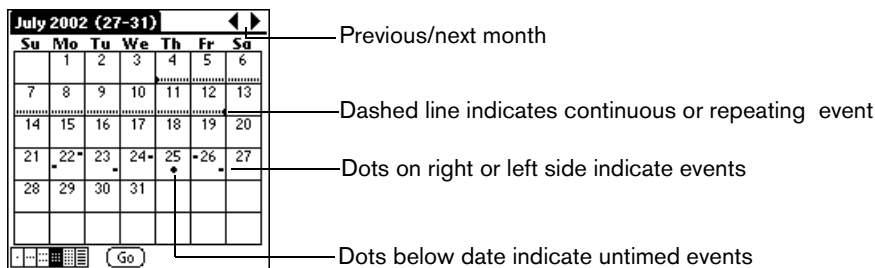 July 2002 (27-31)
Su Mo Tu We Th Fr Sa
1 2 3 4 5 6
7 8 9 10 11 12 13
14 15 16 17 18 19 20
21 22 23 24 25 26 27
28 29 30 31
Go
Previous/next month
Dashed line indicates continuous or repeating event
Dots on right or left side indicate events
Dots below date indicate untimed events